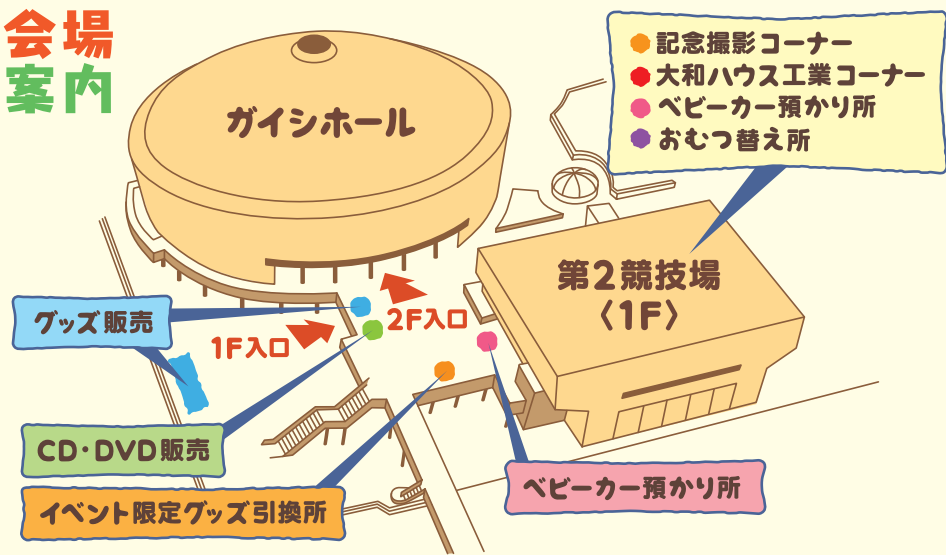 会場
案内
ガイシホール
記念撮影コーナー
大和ハウス工業コーナー
ベビーカー預かり所
おむつ替え所
第2競技場
〈1F〉
グッズ販売
2F入口
1F入口
CD・DVD販売
ベビーカー預かり所
イベント限定グッズ引換所